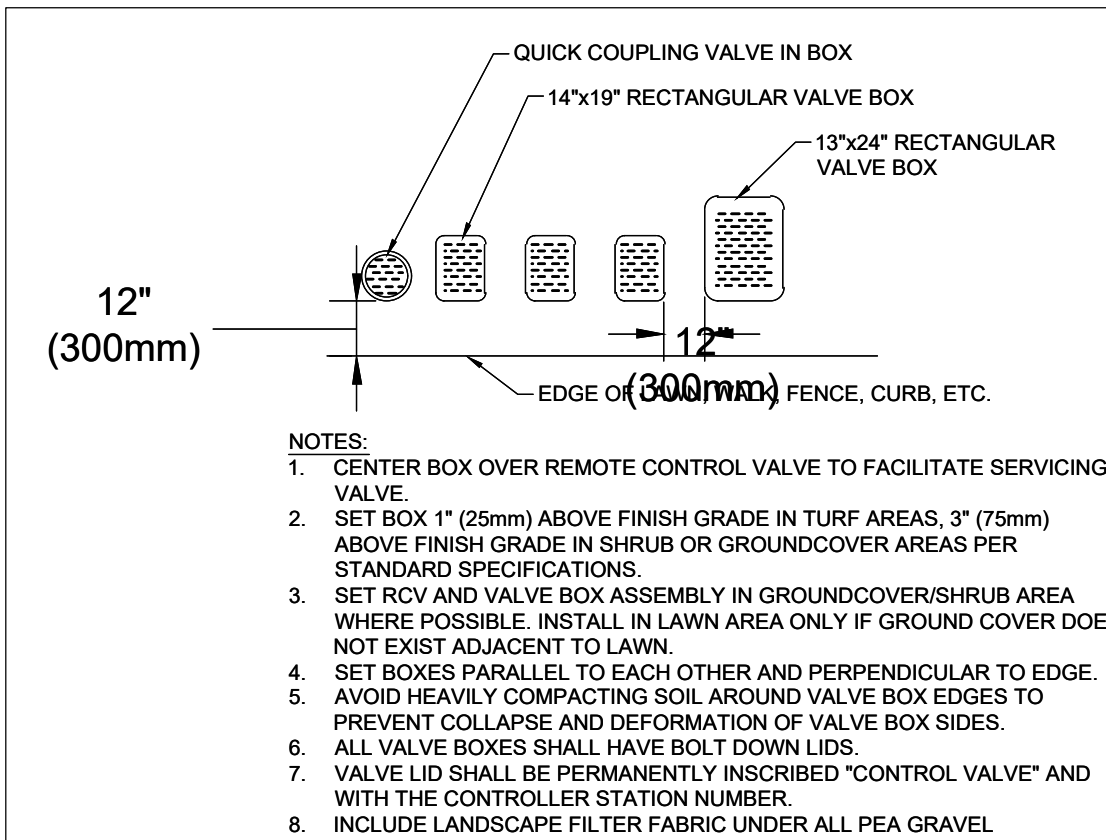 QUICK COUPLING VALVE IN BOX
14"x19" RECTANGULAR VALVE BOX
13"x24" RECTANGULAR
VALVE BOX
12"
(300mm)
12"
(300mm)
EDGE OF LAWN, WALK, FENCE, CURB, ETC.
NOTES:
1. CENTER BOX OVER REMOTE CONTROL VALVE TO FACILITATE SERVICING
VALVE.
2. SET BOX 1" (25mm) ABOVE FINISH GRADE IN TURF AREAS, 3" (75mm)
ABOVE FINISH GRADE IN SHRUB OR GROUNDCOVER AREAS PER
STANDARD SPECIFICATIONS.
3. SET RCV AND VALVE BOX ASSEMBLY IN GROUNDCOVER/SHRUB AREA
WHERE POSSIBLE. INSTALL IN LAWN AREA ONLY IF GROUND COVER DOE
NOT EXIST ADJACENT TO LAWN.
4. SET BOXES PARALLEL TO EACH OTHER AND PERPENDICULAR TO EDGE.
5. AVOID HEAVILY COMPACTING SOIL AROUND VALVE BOX EDGES TO
PREVENT COLLAPSE AND DEFORMATION OF VALVE BOX SIDES.
6. ALL VALVE BOXES SHALL HAVE BOLT DOWN LIDS.
7. VALVE LID SHALL BE PERMANENTLY INSCRIBED "CONTROL VALVE" AND
WITH THE CONTROLLER STATION NUMBER.
8. INCLUDE LANDSCAPE FILTER FABRIC UNDER ALL PEA GRAVEL